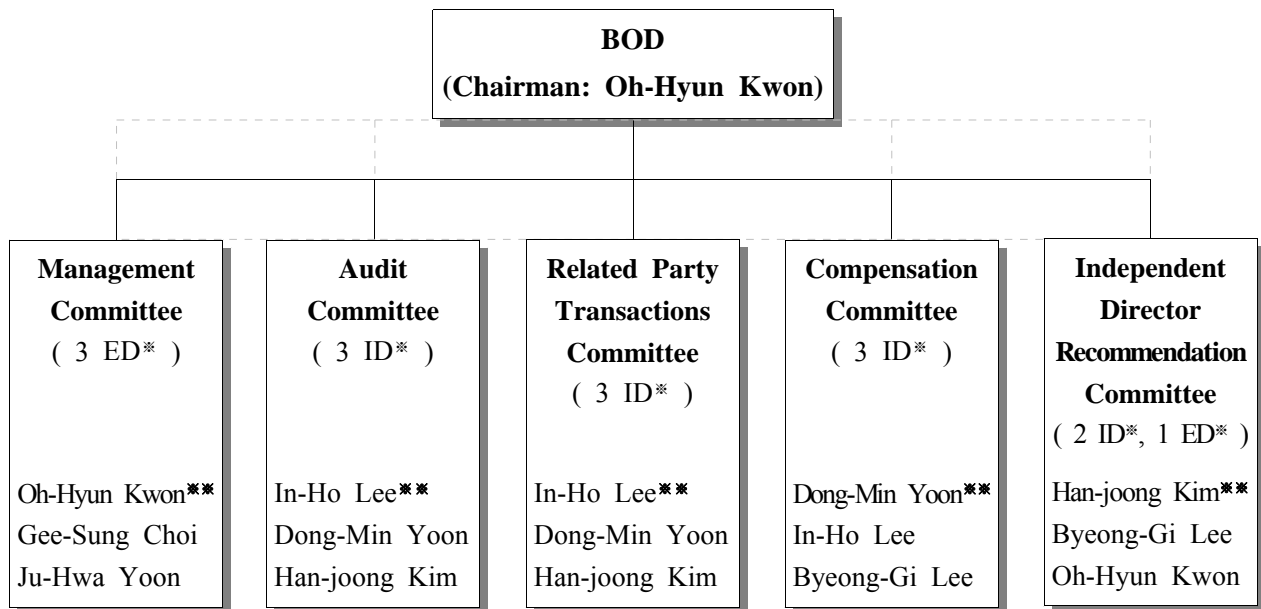 BOD
(Chairman: Oh-Hyun Kwon)
Management
Committee
( 3 ED※ )
Oh-Hyun Kwon※※
Gee-Sung Choi
Ju-Hwa Yoon
Audit
Committee
( 3 ID※ )
In-Ho Lee※※
Dong-Min Yoon
Han-joong Kim
Related Party
Transactions
Committee
( 3 ID※ )
In-Ho Lee※※
Dong-Min Yoon
Han-joong Kim
Compensation
Committee
( 3 ID※ )
Dong-Min Yoon※※
In-Ho Lee
Byeong-Gi Lee
Independent
Director
Recommendation
Committee
( 2 ID※, 1 ED※ )
Han-joong Kim※※
Byeong-Gi Lee
Oh-Hyun Kwon